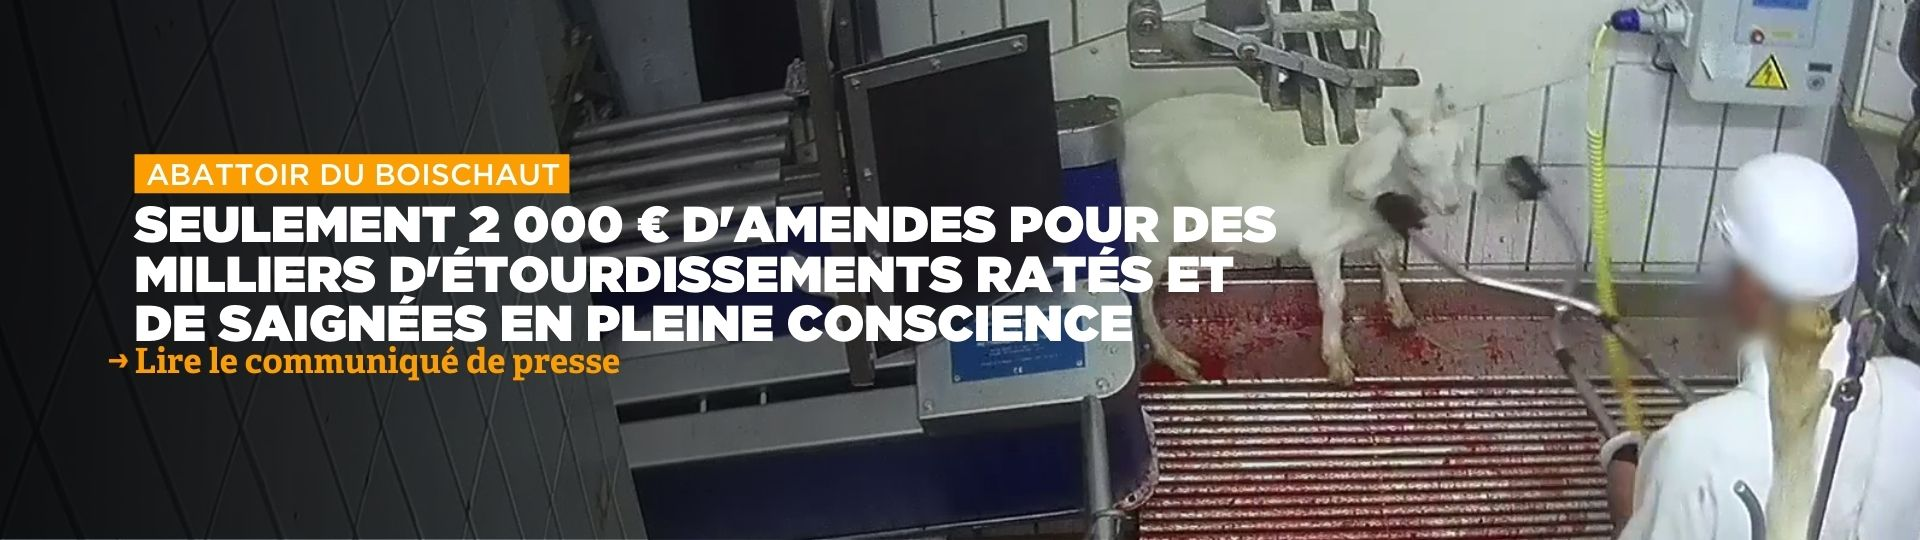 ABATTOIR DU BOISCHAUT
SEULEMENT 2 000 € D'AMENDES POUR DES
MILLIERS D'ÉTOURDISSEMENTS RATÉS ET
DE SAIGNÉES EN PLEINE CONSCIENCE
→ Lire le communiqué de presse